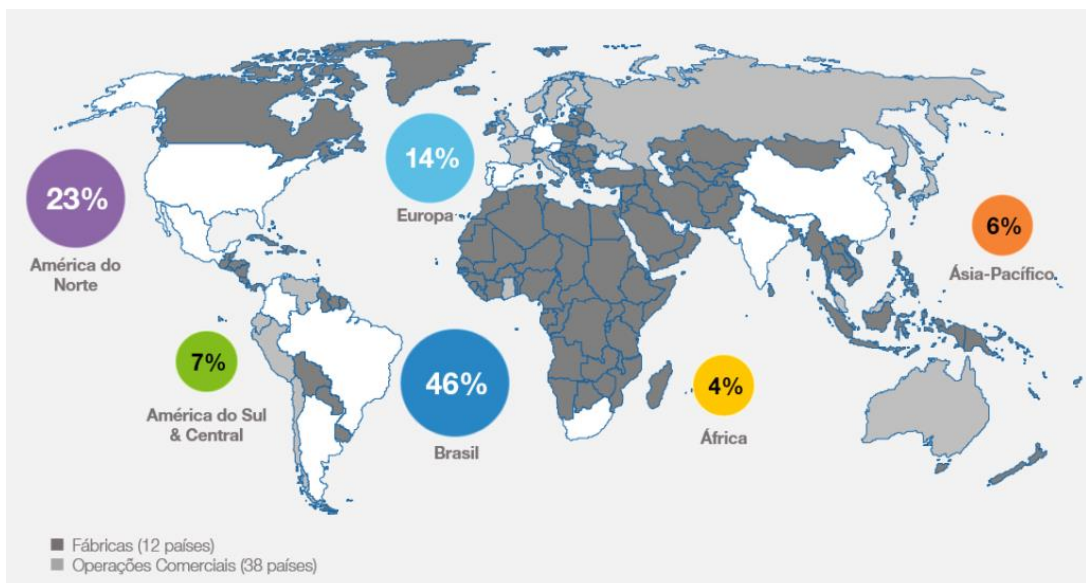 23%
América do
Norte
14%
Europa
6%
Ásia-Pacífico
7%
América do Sul
& Central
46%
Brasil
4%
África
Fábricas (12 países)
Operações Comerciais (38 países)